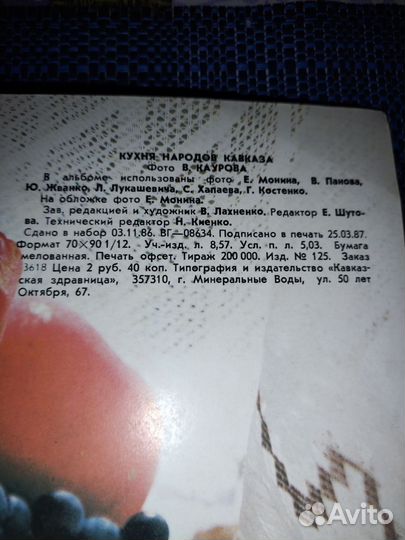 КУХНЯ НАРОДОВ КАВКАЗА
Фото В. КАУРОВА
В альбоме использованы фото Е. Монина, В. Панова,
Ю. Жванко, Л. Лукашевича, С. Хапаева, Г. Костенко.
На обложке фото Е. Монина.
Зав. редакцией и художник В. Лахненко. Редактор Е. Шуто-
ва. Технический редактор Н. Киенко.
Сдано в набор 03.11.86. ВГ—08634. Подписано в печать 25.03.87.
Формат 70×90 1/12. Уч.-изд. л. 8,57. Усл. п. л. 5,03. Бумага
мелованная. Печать офсет. Тираж 200 000. Изд. № 125. Заказ
3618 Цена 2 руб. 40 коп. Типография и издательство «Кавказ-
ская здравница», 357310, г. Минеральные Воды, ул. 50 лет
Октября, 67.
Avito